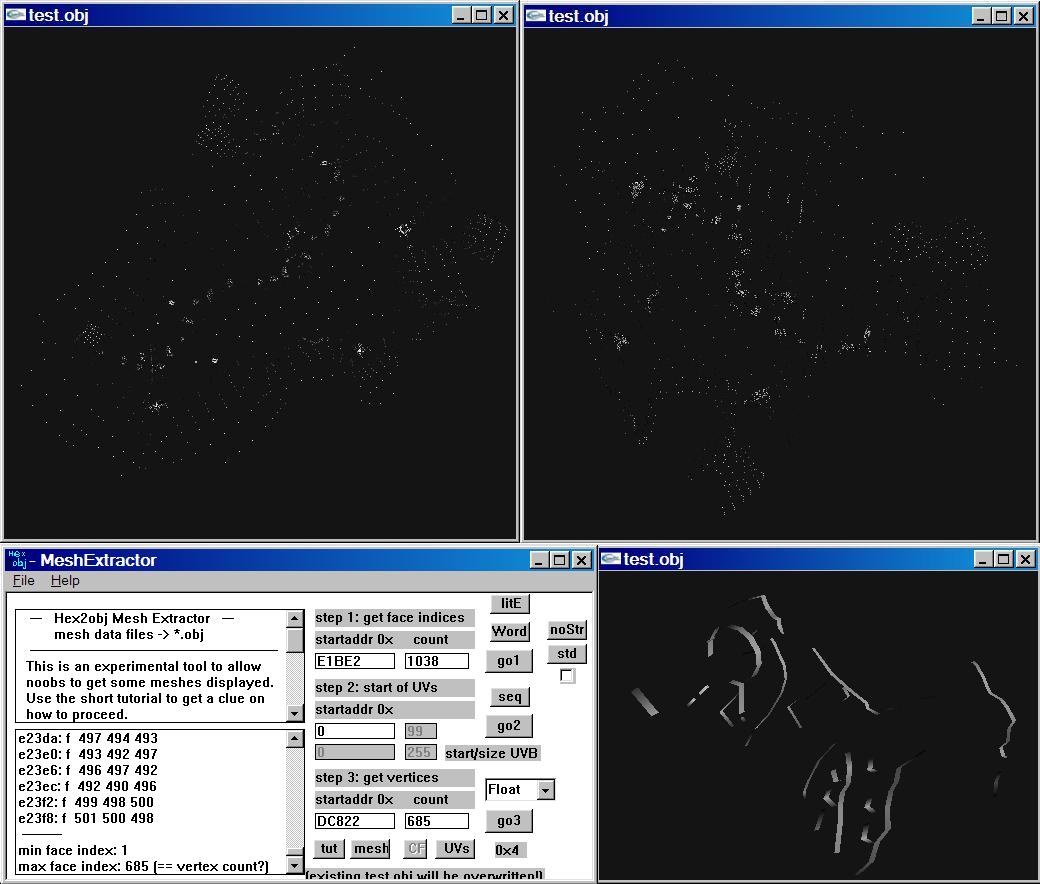 test.obj
test.obj
Hex
obj - MeshExtractor
File Help
— Hex2obj Mesh Extractor —
mesh data files -> *.obj
This is an experimental tool to allow
noobs to get some meshes displayed.
Use the short tutorial to get a clue on
how to proceed.
e23da: f 497 494 493
e23e0: f 493 492 497
e23e6: f 496 497 492
e23ec: f 492 490 496
e23f2: f 499 498 500
e23f8: f 501 500 498
min face index: 1
max face index: 685 (== vertex count?)
step 1: get face indices
startaddr 0x count
E1BE2 1038
step 2: start of UVs
startaddr 0x
0 99
0 255 start/size UVB
step 3: get vertices
startaddr 0x count
DC822 685
tut mesh CF UVs 0x4
(existing test.obj will be overwritten!)
litE
Word noStr
go1 std
seq
go2
Float
go3
test.obj